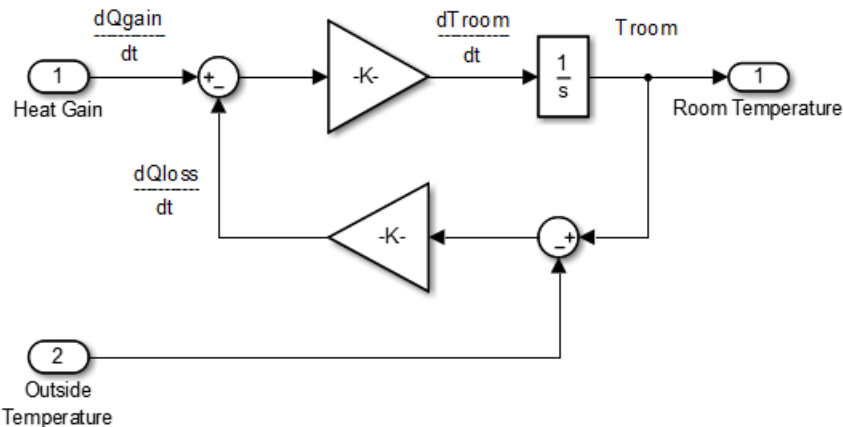 dQgain
dt
dTroom
dt
Troom
1
+
-
-K-
1
s
1
Heat Gain
Room Temperature
dQloss
dt
-K-
-
+
2
Outside
Temperature